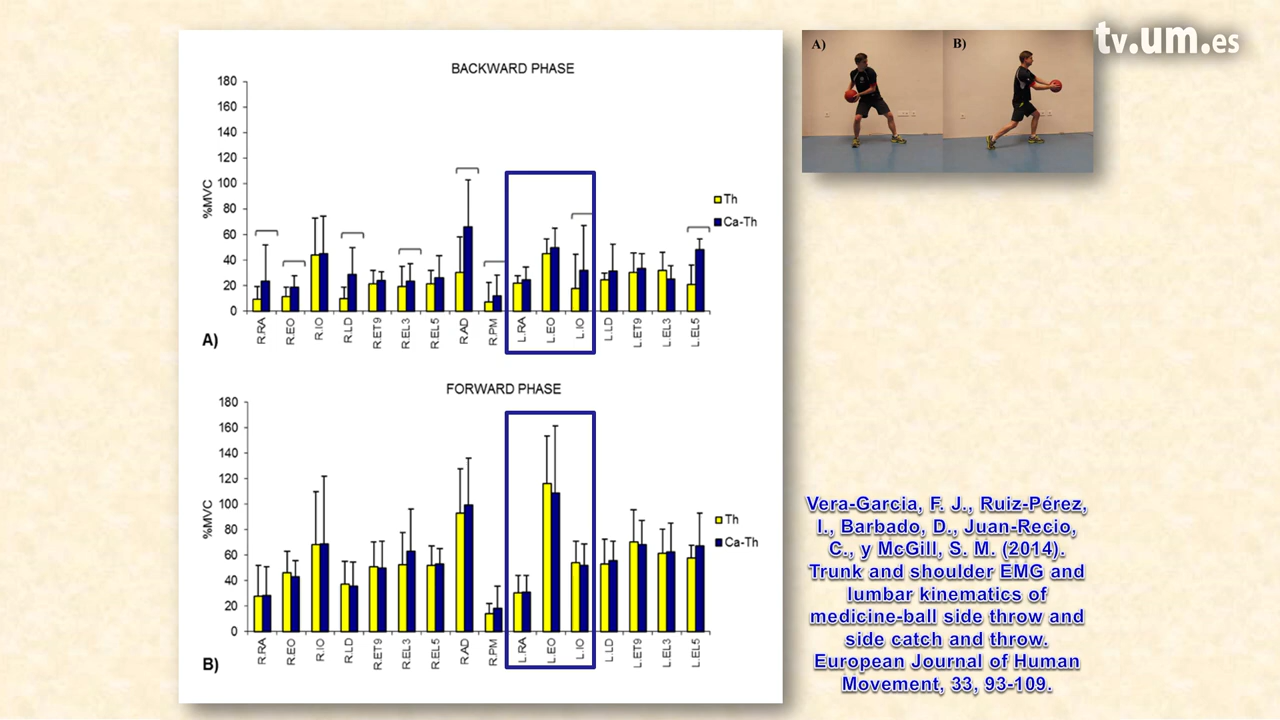 BACKWARD PHASE
180
160
140
120
100
80
60
40
20
0
%MVC
Th
Ca-Th
R.RA
R.EO
R.IO
R.LD
R.ET9
R.EL3
R.EL5
R.AD
R.PM
L.RA
L.EO
L.IO
L.LD
L.ET9
L.EL3
L.EL5
A)
FORWARD PHASE
180
160
140
120
100
80
60
40
20
0
%MVC
Th
Ca-Th
R.RA
R.EO
R.IO
R.LD
R.ET9
R.EL3
R.EL5
R.AD
R.PM
L.RA
L.EO
L.IO
L.LD
L.ET9
L.EL3
L.EL5
B)
A)
B)
tv.um.es
Vera-Garcia, F. J., Ruiz-Pérez,
I., Barbado, D., Juan-Recio,
C., y McGill, S. M. (2014).
Trunk and shoulder EMG and
lumbar kinematics of
medicine-ball side throw and
side catch and throw.
European Journal of Human
Movement, 33, 93-109.